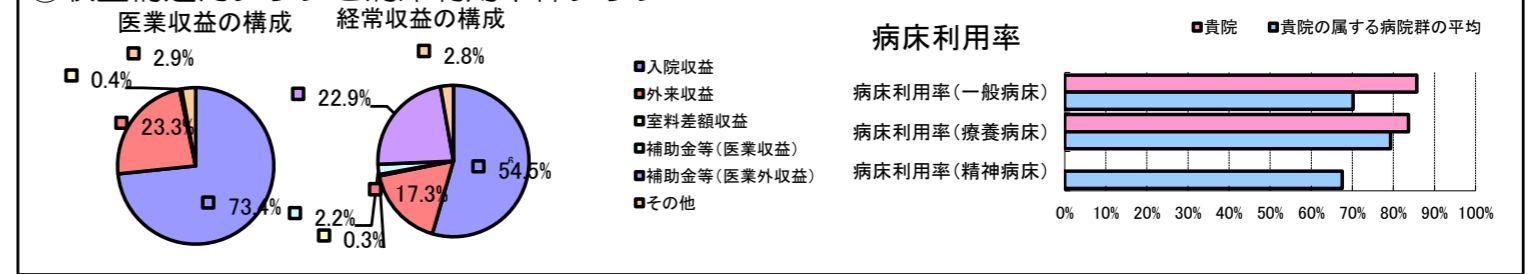 医業収益の構成
2.9%
0.4%
23.3%
73.4%
経常収益の構成
2.8%
22.9%
54.5%
6
17.3%
2.2%
0.3%
入院収益
外来収益
室料差額収益
補助金等(医業収益)
補助金等(医業外収益)
その他
病床利用率
貴院
貴院の属する病院群の平均
病床利用率(一般病床)
病床利用率(療養病床)
病床利用率(精神病床)
0% 10% 20% 30% 40% 50% 60% 70% 80% 90% 100%